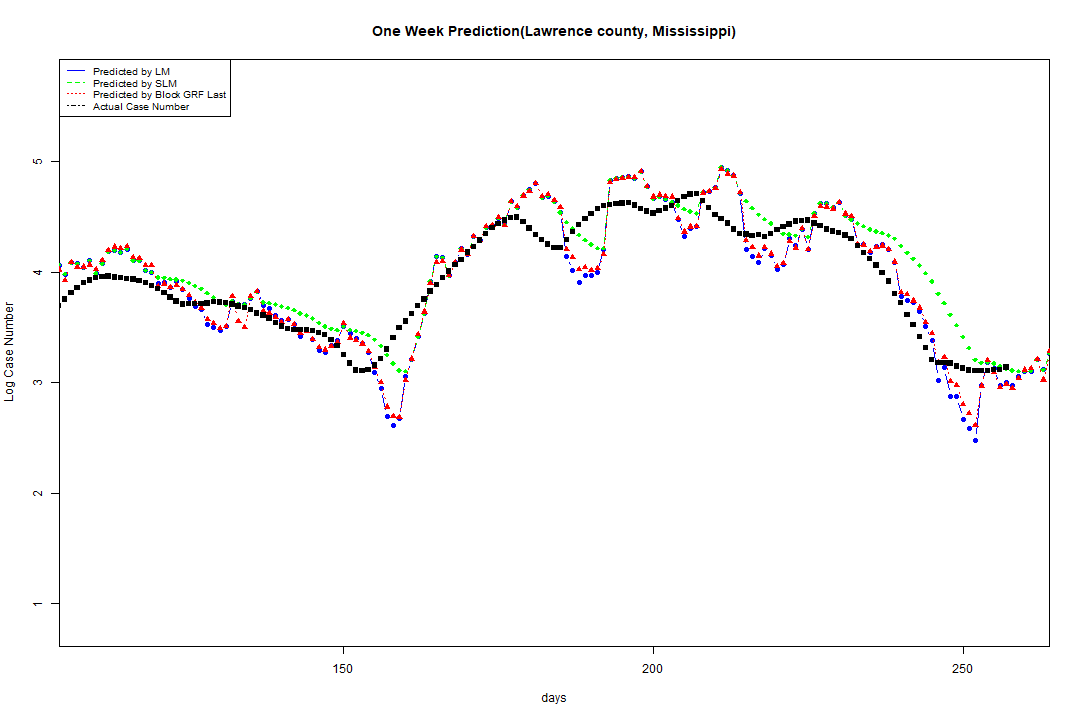 One Week Prediction(Lawrence county, Mississippi)
Predicted by LM
Predicted by SLM
Predicted by Block GRF Last
Actual Case Number
5
4
3
2
1
Log Case Number
150
200
250
days